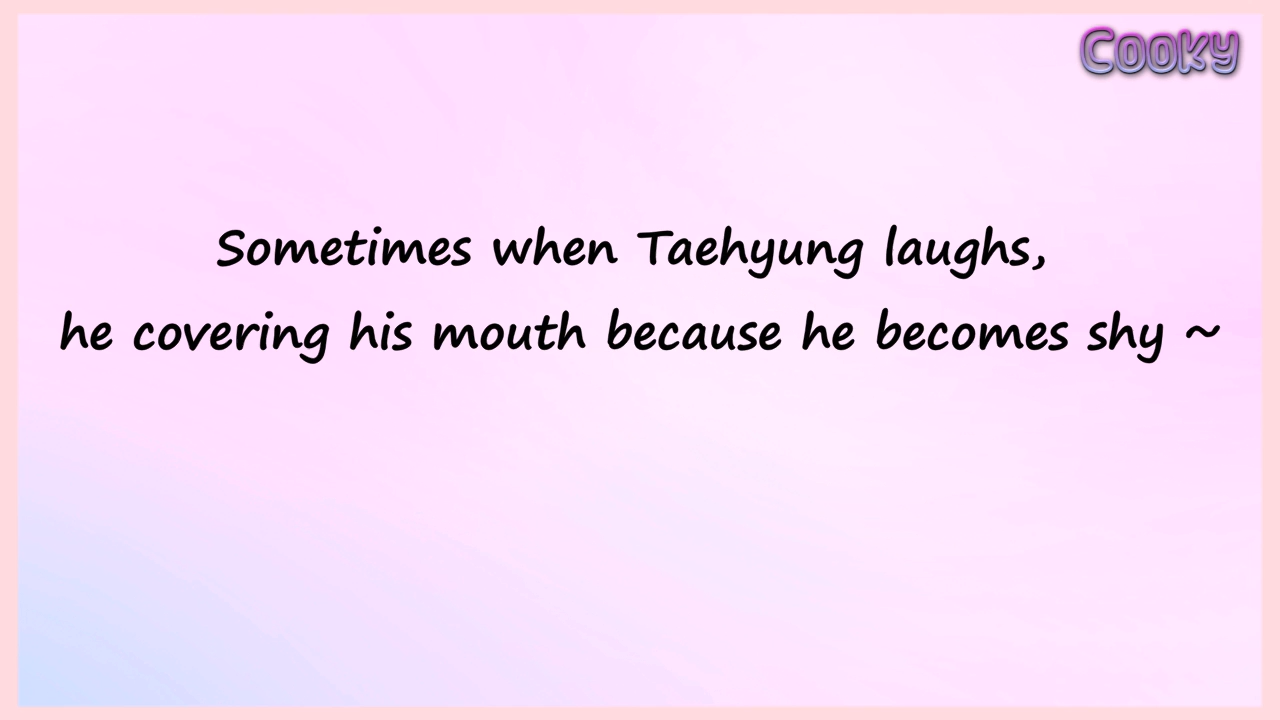 Cooky
Sometimes when Taehyung laughs,
he covering his mouth because he becomes shy ~